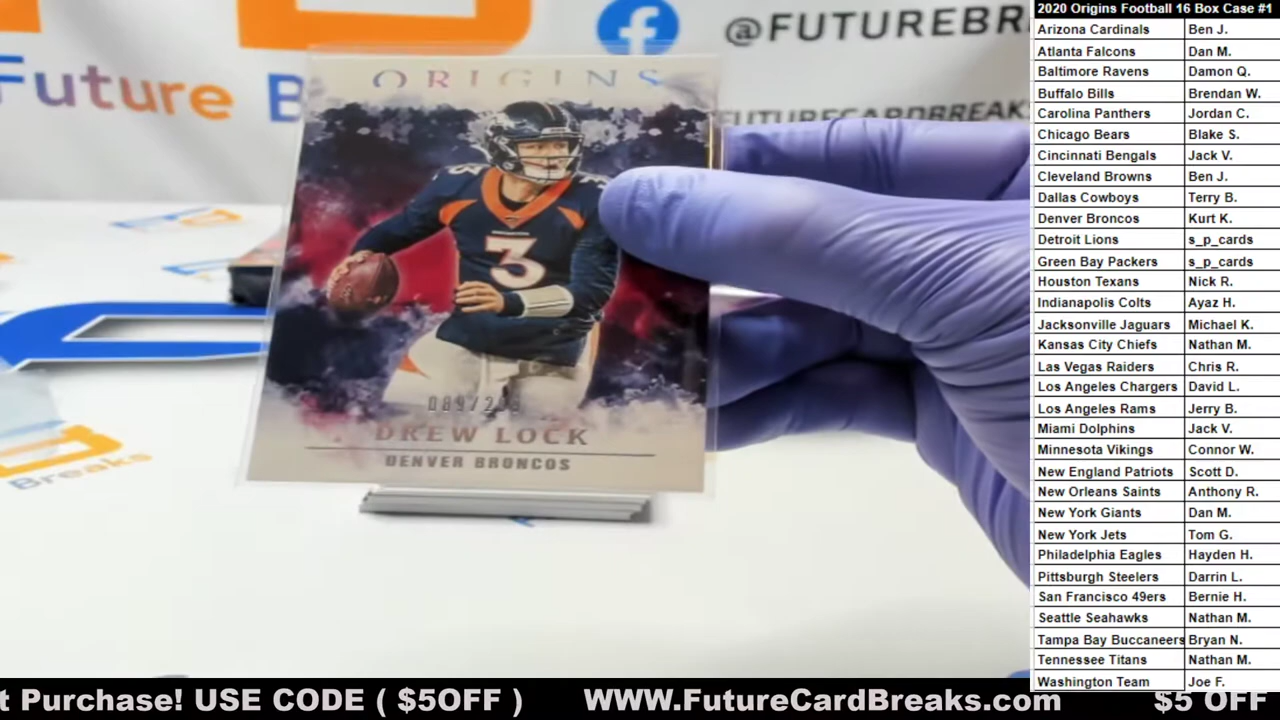 Future B
@FUTUREBR
FUTURECARDBREAKS
ORIGINS
3
DREW LOCK
DENVER BRONCOS
Breaks
2020 Origins Football 16 Box Case #1
Arizona Cardinals Ben J.
Atlanta Falcons Dan M.
Baltimore Ravens Damon Q.
Buffalo Bills Brendan W.
Carolina Panthers Jordan C.
Chicago Bears Blake S.
Cincinnati Bengals Jack V.
Cleveland Browns Ben J.
Dallas Cowboys Terry B.
Denver Broncos Kurt K.
Detroit Lions s_p_cards
Green Bay Packers s_p_cards
Houston Texans Nick R.
Indianapolis Colts Ayaz H.
Jacksonville Jaguars Michael K.
Kansas City Chiefs Nathan M.
Las Vegas Raiders Chris R.
Los Angeles Chargers David L.
Los Angeles Rams Jerry B.
Miami Dolphins Jack V.
Minnesota Vikings Connor W.
New England Patriots Scott D.
New Orleans Saints Anthony R.
New York Giants Dan M.
New York Jets Tom G.
Philadelphia Eagles Hayden H.
Pittsburgh Steelers Darrin L.
San Francisco 49ers Bernie H.
Seattle Seahawks Nathan M.
Tampa Bay Buccaneers Bryan N.
Tennessee Titans Nathan M.
Washington Team Joe F.
t Purchase! USE CODE ( $5OFF ) WWW.FutureCardBreaks.com $5 OFF